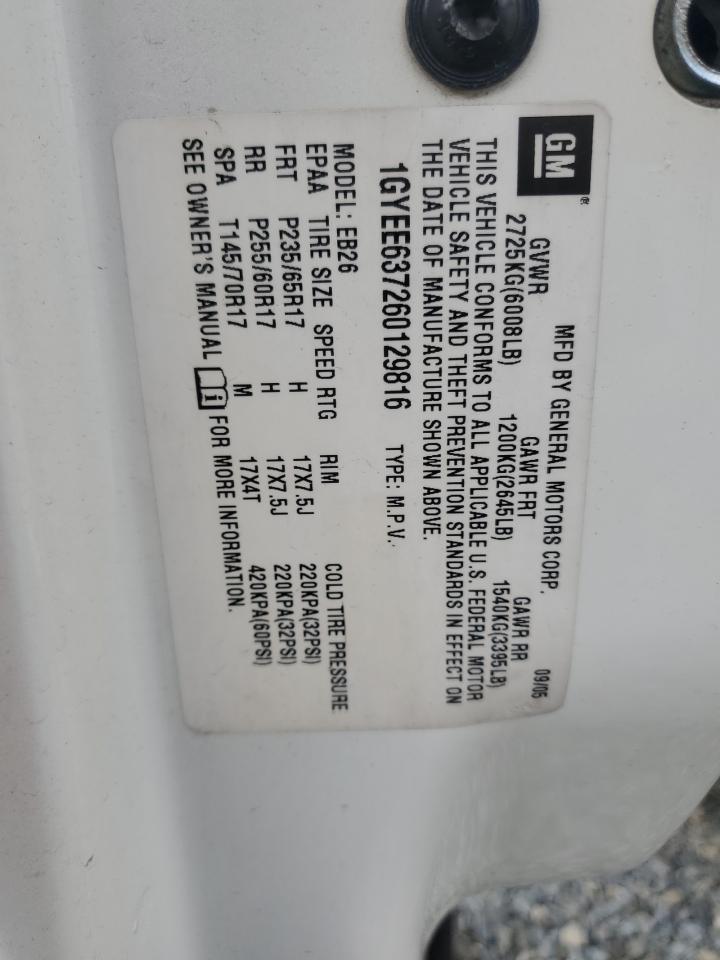 GM ®
MFD BY GENERAL MOTORS CORP. 09/05
GVWR GAWR FRT GAWR RR
2725KG(6008LB) 1200KG(2645LB) 1540KG(3395LB)
THIS VEHICLE CONFORMS TO ALL APPLICABLE U.S. FEDERAL MOTOR
VEHICLE SAFETY AND THEFT PREVENTION STANDARDS IN EFFECT ON
THE DATE OF MANUFACTURE SHOWN ABOVE.
1GYEE637260129816 TYPE: M.P.V.
MODEL: EB26
EPAA TIRE SIZE SPEED RTG RIM COLD TIRE PRESSURE
FRT P235/65R17 H 17X7.5J 220KPA(32PSI)
RR P255/60R17 H 17X7.5J 220KPA(32PSI)
SPA T145/70R17 M 17X4T 420KPA(60PSI)
SEE OWNER'S MANUAL i FOR MORE INFORMATION.